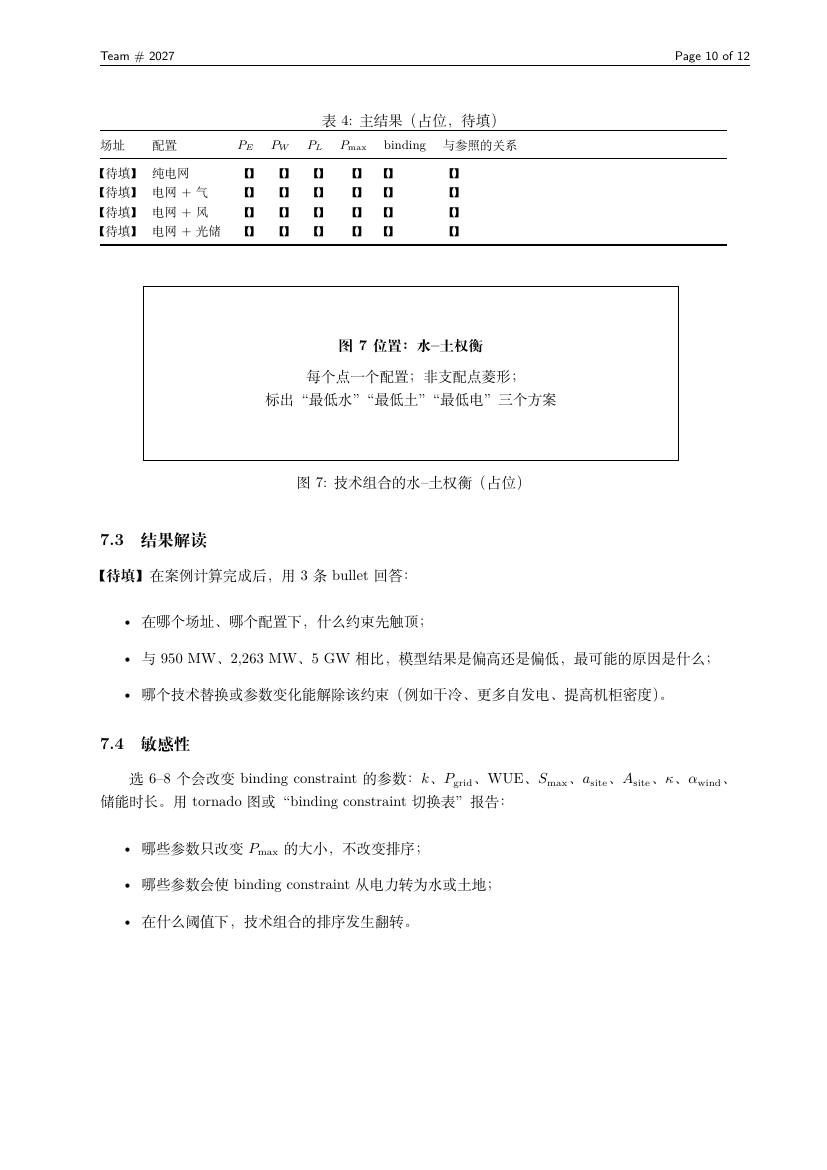 Team # 2027 Page 10 of 12
表 4: 主结果（占位，待填）
场址 配置 P_E P_W P_L P_max binding 与参照的关系
【待填】 纯电网 【】 【】 【】 【】 【】 【】
【待填】 电网 + 气 【】 【】 【】 【】 【】 【】
【待填】 电网 + 风 【】 【】 【】 【】 【】 【】
【待填】 电网 + 光储 【】 【】 【】 【】 【】 【】
图 7 位置：水–土权衡
每个点一个配置；非支配点菱形；
标出 “最低水” “最低土” “最低电” 三个方案
图 7: 技术组合的水–土权衡（占位）
7.3 结果解读
【待填】在案例计算完成后，用 3 条 bullet 回答：
• 在哪个场址、哪个配置下，什么约束先触顶；
• 与 950 MW、2,263 MW、5 GW 相比，模型结果是偏高还是偏低，最可能的原因是什么；
• 哪个技术替换或参数变化能解除该约束（例如干冷、更多自发电、提高机柜密度）。
7.4 敏感性
选 6–8 个会改变 binding constraint 的参数：k、P_grid、WUE、S_max、a_site、A_site、κ、α_wind、
储能时长。用 tornado 图或 “binding constraint 切换表” 报告：
• 哪些参数只改变 P_max 的大小，不改变排序；
• 哪些参数会使 binding constraint 从电力转为水或土地；
• 在什么阈值下，技术组合的排序发生翻转。